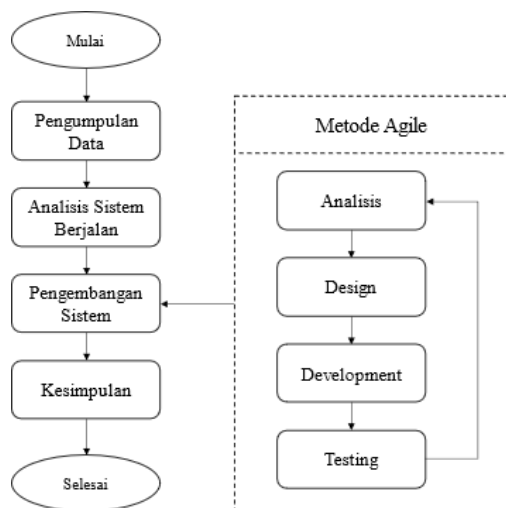 Mulai
Pengumpulan
Data
Analisis Sistem
Berjalan
Pengembangan
Sistem
Kesimpulan
Selesai
Metode Agile
Analisis
Design
Development
Testing